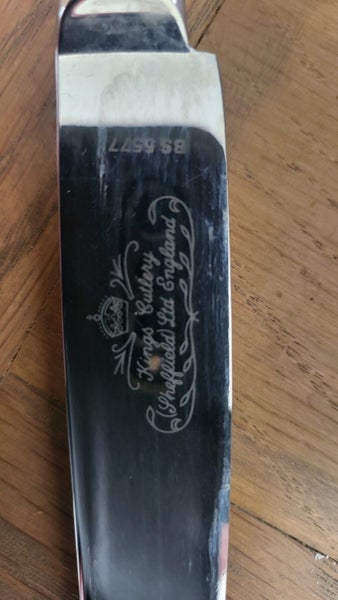 BS 5577
Kings Cutlery
(Sheffield) Ltd England